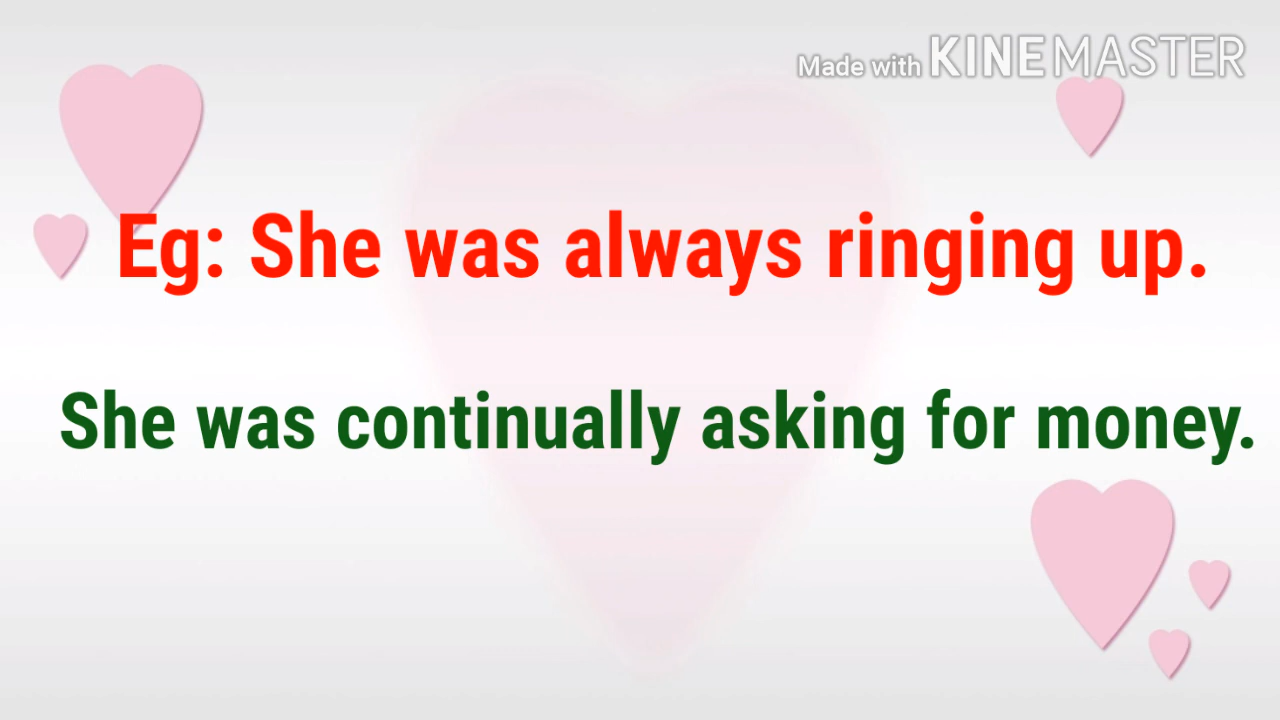 Made with KINEMASTER
Eg: She was always ringing up.
She was continually asking for money.